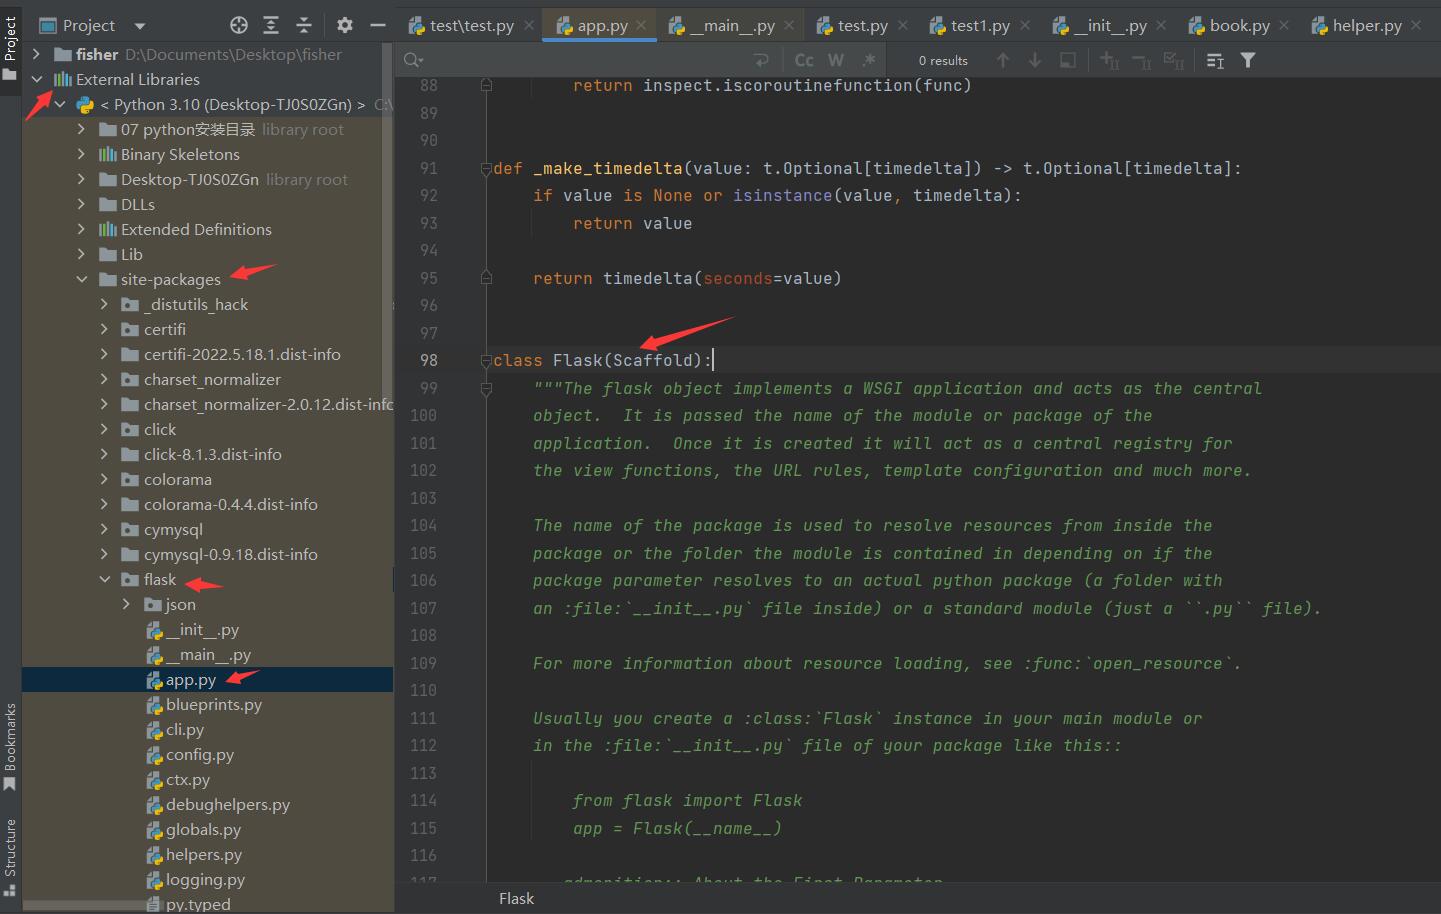 Project
test\test.py
app.py
__main__.py
test.py
test1.py
__init__.py
book.py
helper.py
Project
Bookmarks
Structure
fisher D:\Documents\Desktop\fisher
External Libraries
< Python 3.10 (Desktop-TJ0S0ZGn) > C:\
07 python安装目录 library root
Binary Skeletons
Desktop-TJ0S0ZGn library root
DLLs
Extended Definitions
Lib
site-packages
_distutils_hack
certifi
certifi-2022.5.18.1.dist-info
charset_normalizer
charset_normalizer-2.0.12.dist-info
click
click-8.1.3.dist-info
colorama
colorama-0.4.4.dist-info
cymysql
cymysql-0.9.18.dist-info
flask
json
__init__.py
__main__.py
app.py
blueprints.py
cli.py
config.py
ctx.py
debughelpers.py
globals.py
helpers.py
logging.py
py.typed
Cc W .* 0 results
88 return inspect.iscoroutinefunction(func)
89
90
91 def _make_timedelta(value: t.Optional[timedelta]) -> t.Optional[timedelta]:
92 if value is None or isinstance(value, timedelta):
93 return value
94
95 return timedelta(seconds=value)
96
97
98 class Flask(Scaffold):
99 """The flask object implements a WSGI application and acts as the central
100 object. It is passed the name of the module or package of the
101 application. Once it is created it will act as a central registry for
102 the view functions, the URL rules, template configuration and much more.
103
104 The name of the package is used to resolve resources from inside the
105 package or the folder the module is contained in depending on if the
106 package parameter resolves to an actual python package (a folder with
107 an :file:`__init__.py` file inside) or a standard module (just a ``.py`` file).
108
109 For more information about resource loading, see :func:`open_resource`.
110
111 Usually you create a :class:`Flask` instance in your main module or
112 in the :file:`__init__.py` file of your package like this::
113
114 from flask import Flask
115 app = Flask(__name__)
116
117 .. admonition:: About the First Parameter
Flask